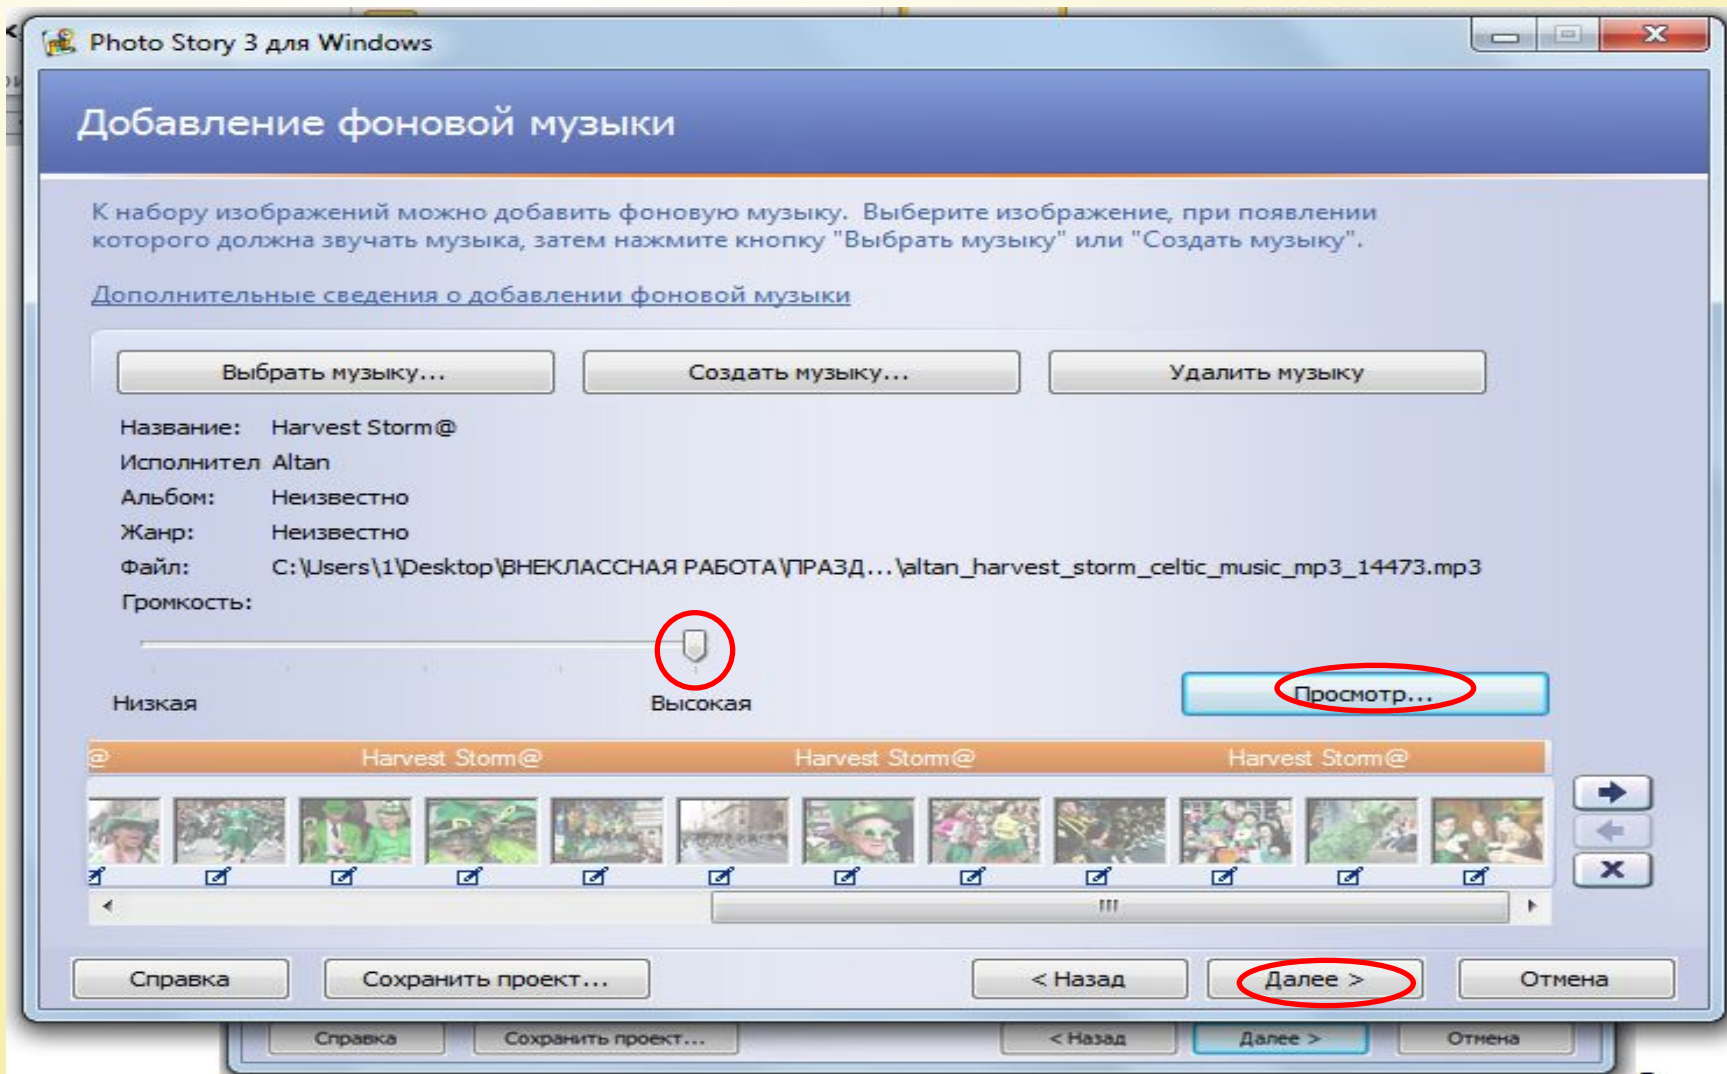 Photo Story 3 для Windows
Добавление фоновой музыки
К набору изображений можно добавить фоновую музыку. Выберите изображение, при появлении
которого должна звучать музыка, затем нажмите кнопку "Выбрать музыку" или "Создать музыку".
Дополнительные сведения о добавлении фоновой музыки
Выбрать музыку... Создать музыку... Удалить музыку
Название: Harvest Storm@
Исполнител Altan
Альбом: Неизвестно
Жанр: Неизвестно
Файл: C:\Users\1\Desktop\ВНЕКЛАССНАЯ РАБОТА\ПРАЗД...\altan_harvest_storm_celtic_music_mp3_14473.mp3
Громкость:
Низкая Высокая Просмотр...
@ Harvest Storm@ Harvest Storm@ Harvest Storm@
Справка Сохранить проект... < Назад Далее > Отмена
Справка Сохранить проект... < Назад Далее > Отмена